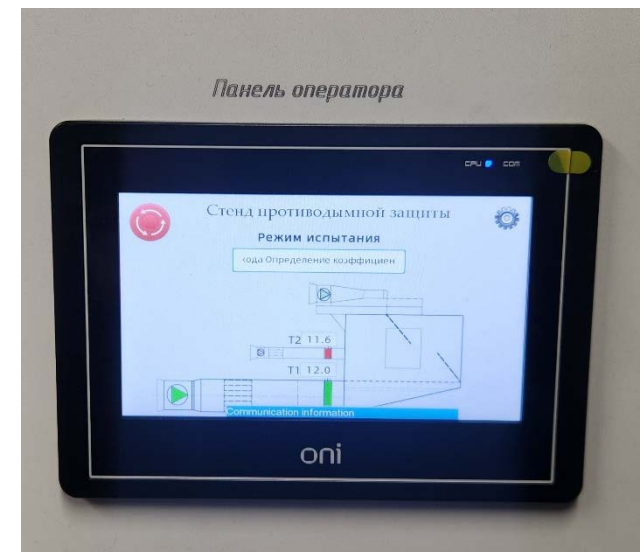 Панель оператора
CPU COM
Стенд противодымной защиты
Режим испытания
хода Определение коэффициен
T2 11.6
T1 12.0
Communication information
oni